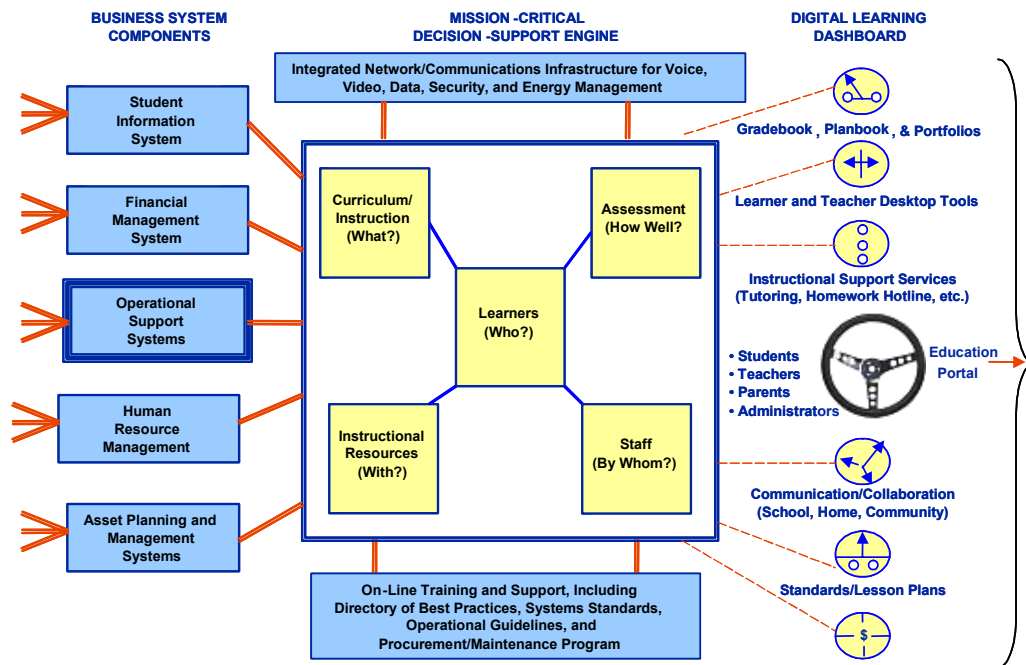 BUSINESS SYSTEM
COMPONENTS
MISSION -CRITICAL
DECISION -SUPPORT ENGINE
DIGITAL LEARNING
DASHBOARD
Integrated Network/Communications Infrastructure for Voice,
Video, Data, Security, and Energy Management
Student
Information
System
Financial
Management
System
Operational
Support
Systems
Human
Resource
Management
Asset Planning and
Management
Systems
Curriculum/
Instruction
(What?)
Assessment
(How Well?
Learners
(Who?)
Instructional
Resources
(With?)
Staff
(By Whom?)
On-Line Training and Support, Including
Directory of Best Practices, Systems Standards,
Operational Guidelines, and
Procurement/Maintenance Program
Gradebook , Planbook , & Portfolios
Learner and Teacher Desktop Tools
Instructional Support Services
(Tutoring, Homework Hotline, etc.)
• Students
• Teachers
• Parents
• Administrators
Education
Portal
Communication/Collaboration
(School, Home, Community)
Standards/Lesson Plans
$